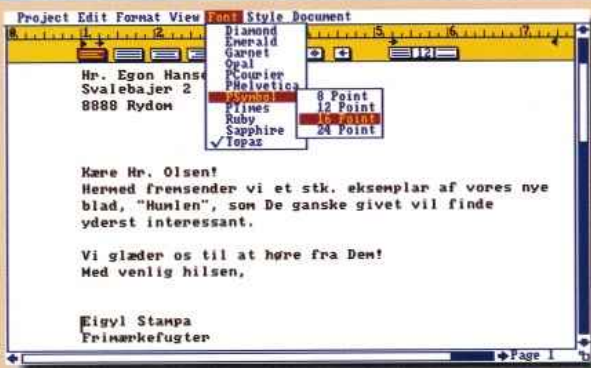 Project Edit Format View Font Style Document
Diamond
Emerald
Garnet
Opal
PCourier
PHelvetica
PSymbol
PTimes
Ruby
Sapphire
✓Topaz
8 Point
12 Point
16 Point
24 Point
Hr. Egon Hanse
Svalebajer 2
8888 Rydom
Kære Hr. Olsen!
Hermed fremsender vi et stk. eksemplar af vores nye
blad, "Humlen", som De ganske givet vil finde
yderst interessant.
Vi glæder os til at høre fra Dem!
Med venlig hilsen,
Eigyl Stampa
Frimærkefugter
Page 1